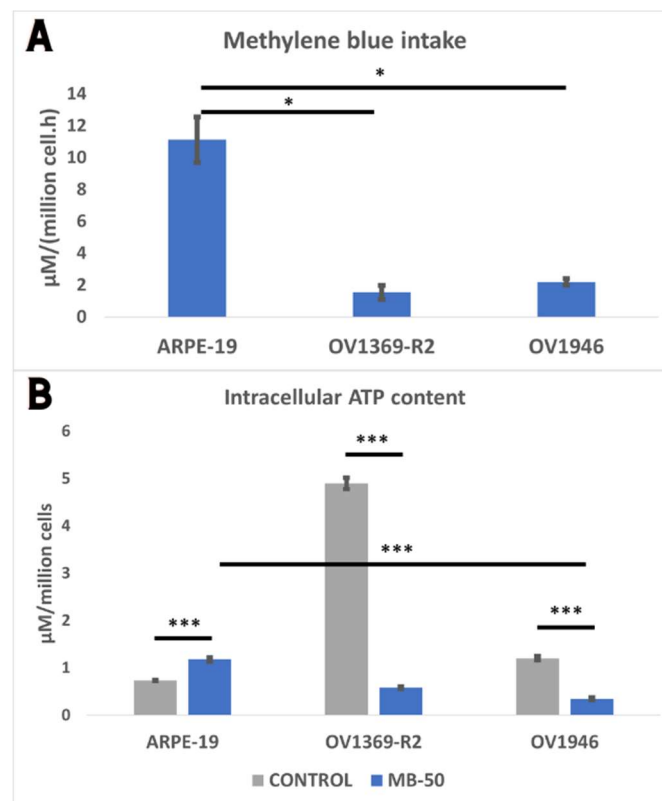 A
Methylene blue intake
*
*
14
12
10
8
6
4
2
0
µM/(million cell.h)
ARPE-19 OV1369-R2 OV1946
B
Intracellular ATP content
6
5
4
3
2
1
0
µM/million cells
***
***
***
***
ARPE-19 OV1369-R2 OV1946
CONTROL MB-50